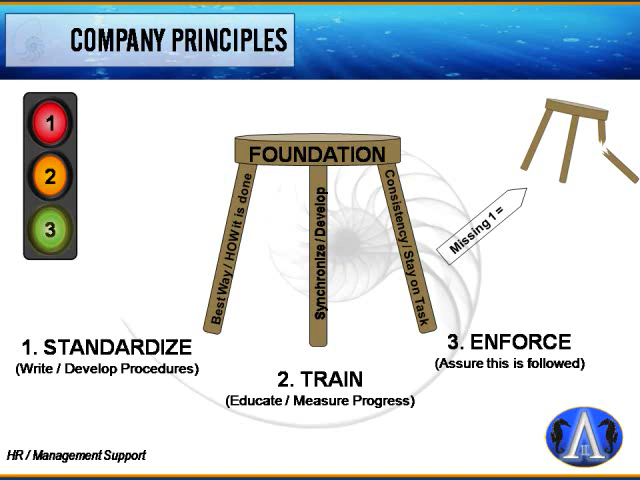 COMPANY PRINCIPLES
1
2
3
FOUNDATION
Best Way / HOW it is done
Synchronize / Develop
Consistency / Stay on Task
Missing 1 =
1. STANDARDIZE
(Write / Develop Procedures)
2. TRAIN
(Educate / Measure Progress)
3. ENFORCE
(Assure this is followed)
HR / Management Support
A
II